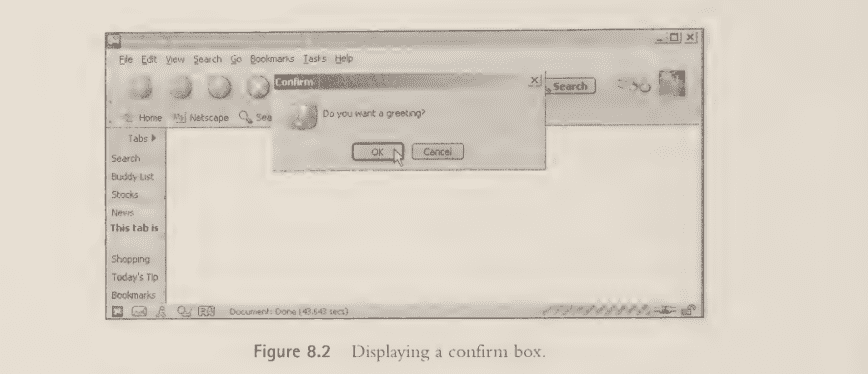 File Edit View Search Go Bookmarks Tasks Help
Confirm
Search
Do you want a greeting?
Home Netscape Sea
OK Cancel
Tabs
Search
Buddy List
Stocks
News
This tab is
Shopping
Today's Tip
Bookmarks
Document: Done (43.643 secs)
Figure 8.2 Displaying a confirm box.